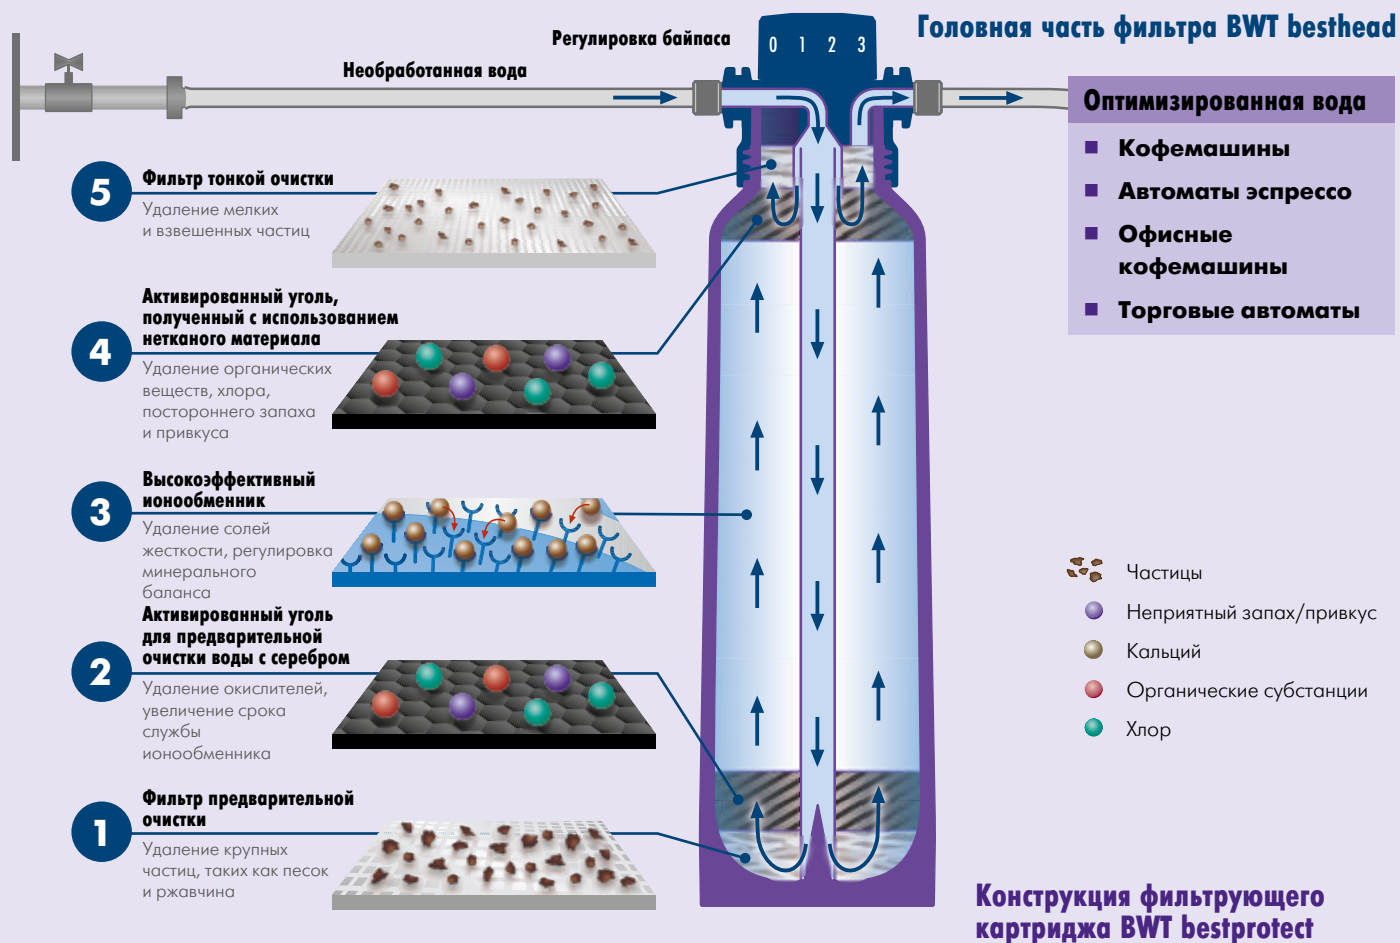 Головная часть фильтра BWT besthead
Регулировка байпаса
0 1 2 3
Необработанная вода
Оптимизированная вода
Кофемашины
Автоматы эспрессо
Офисные
кофемашины
Торговые автоматы
5
Фильтр тонкой очистки
Удаление мелких
и взвешенных частиц
4
Активированный уголь,
полученный с использованием
нетканого материала
Удаление органических
веществ, хлора,
постороннего запаха
и привкуса
3
Высокоэффективный
ионообменник
Удаление солей
жесткости, регулировка
минерального
баланса
2
Активированный уголь
для предварительной
очистки воды с серебром
Удаление окислителей,
увеличение срока
службы
ионообменника
1
Фильтр предварительной
очистки
Удаление крупных
частиц, таких как песок
и ржавчина
Частицы
Неприятный запах/привкус
Кальций
Органические субстанции
Хлор
Конструкция фильтрующего
картриджа BWT bestprotect